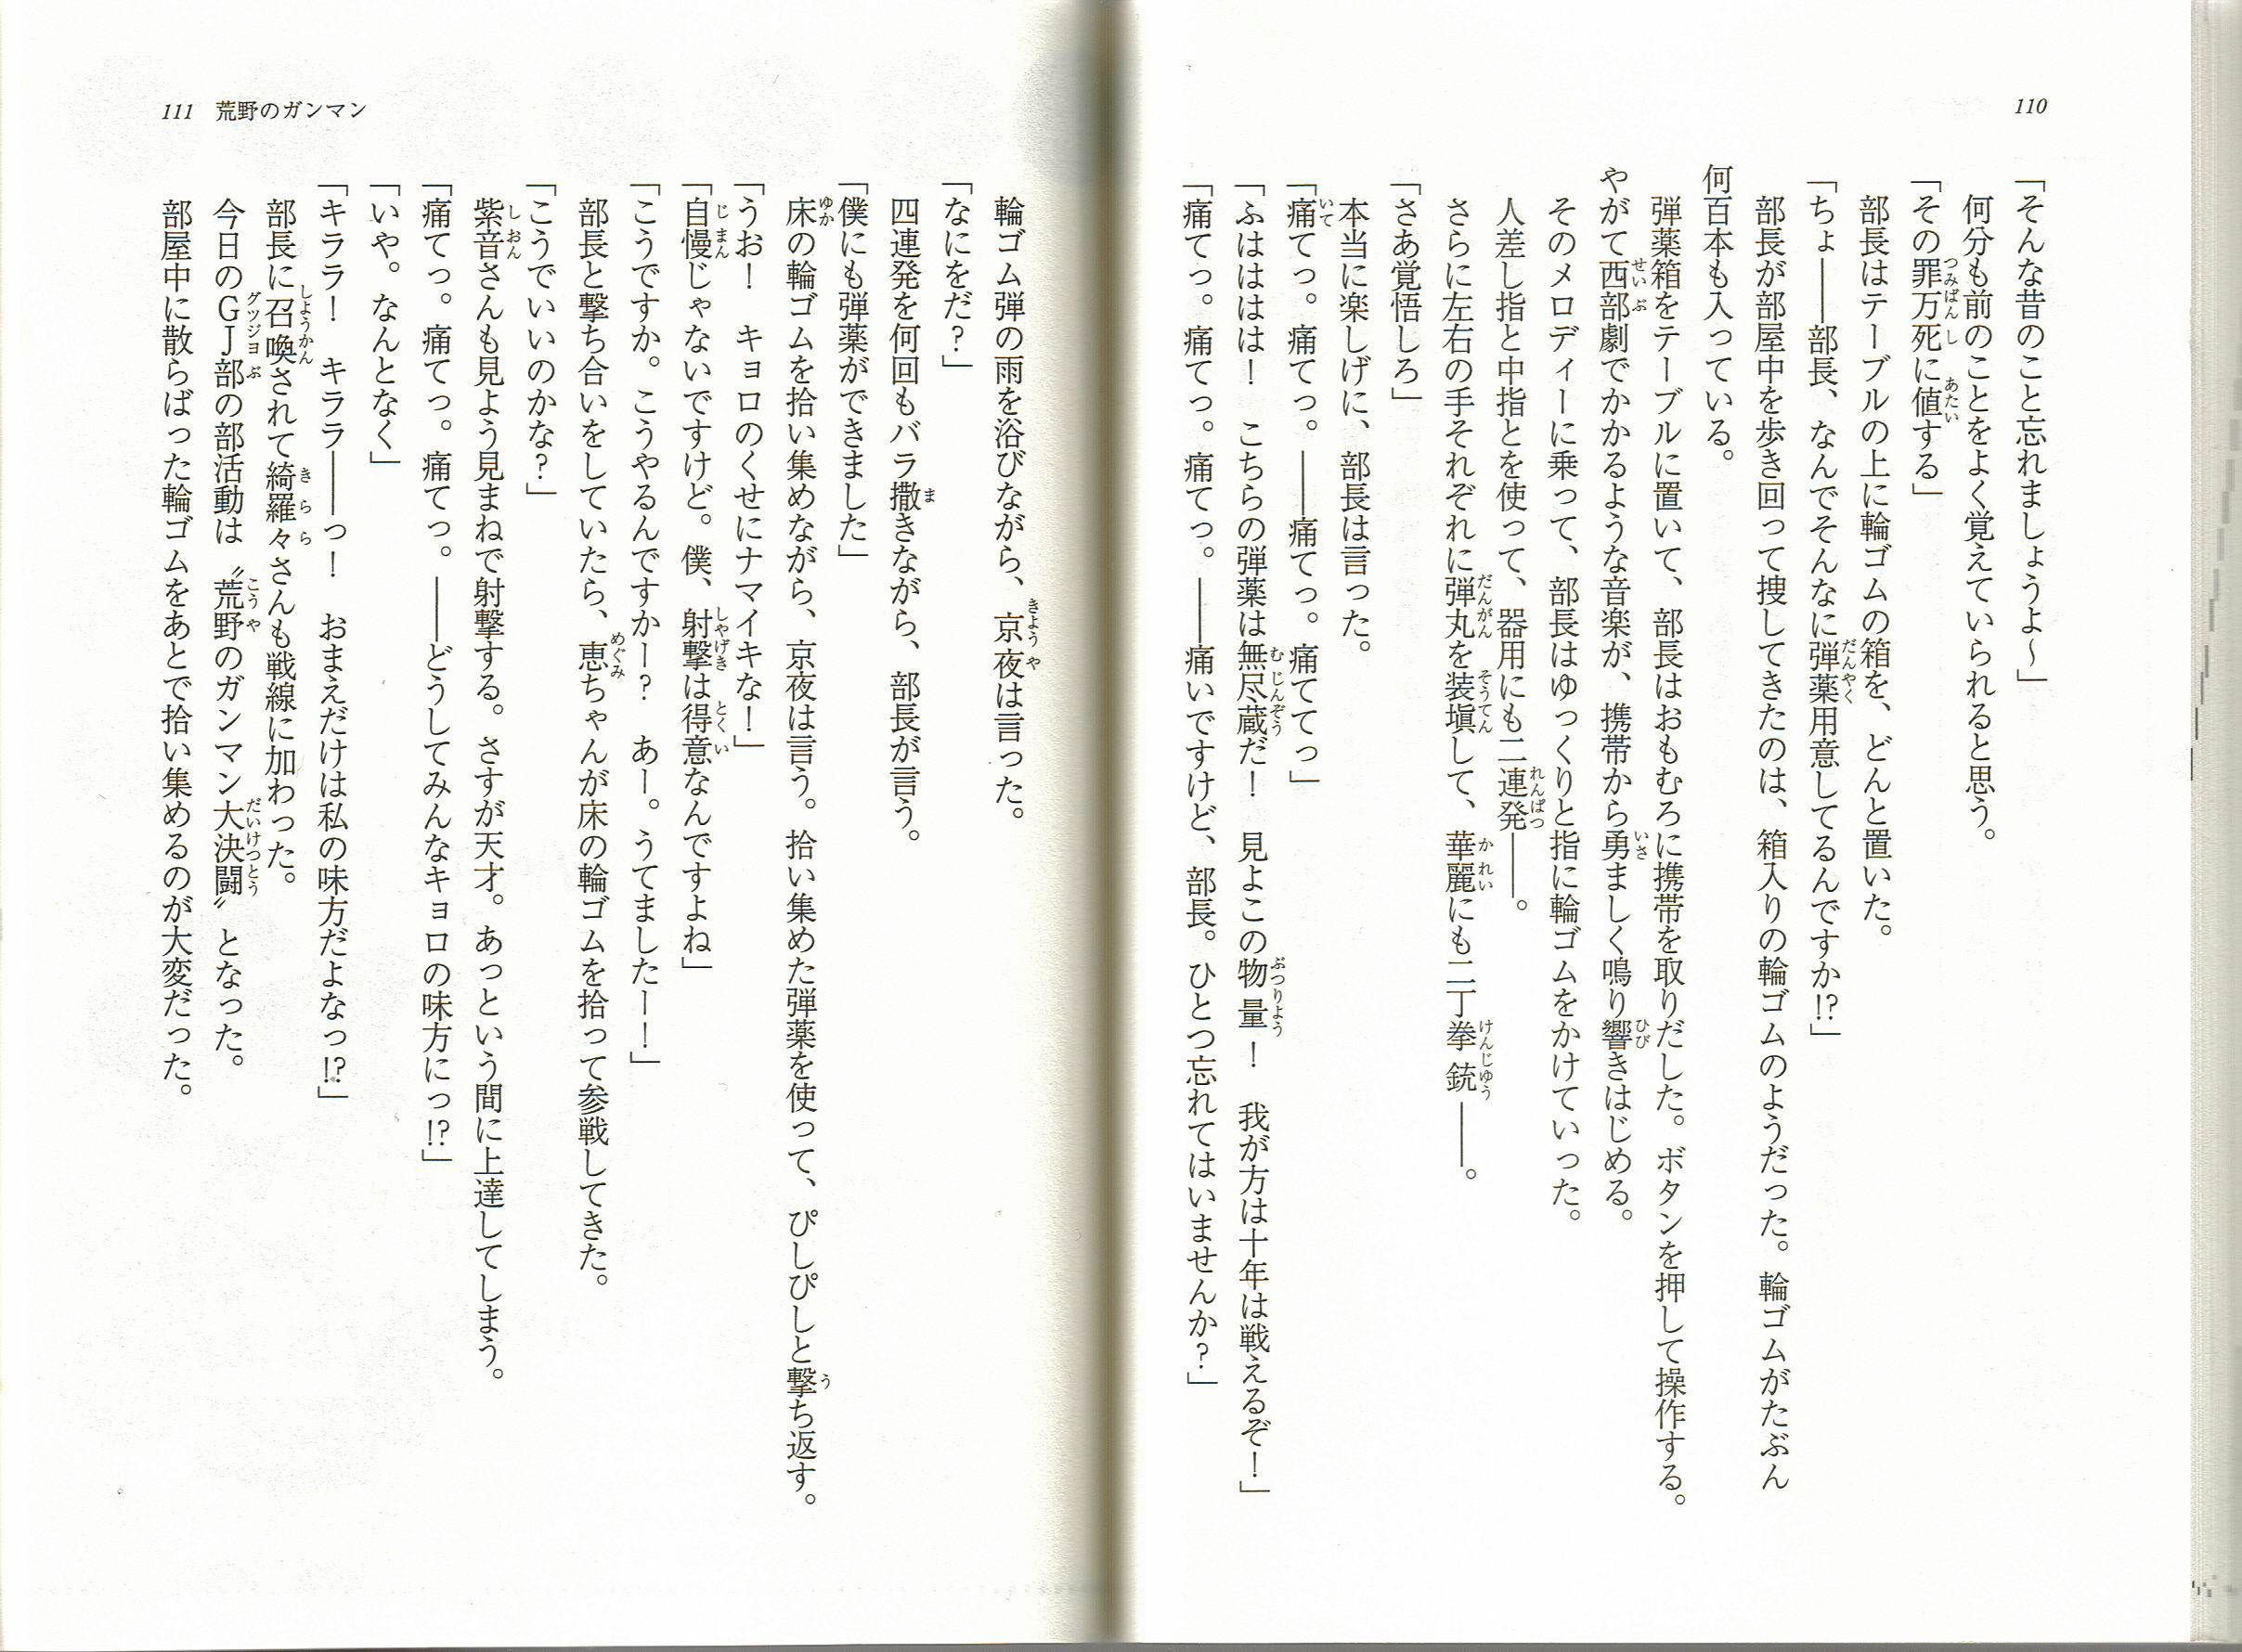 110
「そんな昔のこと忘れましょうよ〜」
何分も前のことをよく覚えていられると思う。
「その罪万死に値する」
部長はテーブルの上に輪ゴムの箱を、どんと置いた。
「ちょ――部長、なんでそんなに弾薬用意してるんですか!?」
部長が部屋中を歩き回って捜してきたのは、箱入りの輪ゴムのようだった。輪ゴムがたぶん
何百本も入っている。
弾薬箱をテーブルに置いて、部長はおもむろに携帯を取りだした。ボタンを押して操作する。
やがて西部劇でかかるような音楽が、携帯から勇ましく鳴り響きはじめる。
そのメロディーに乗って、部長はゆっくりと指に輪ゴムをかけていった。
人差し指と中指とを使って、器用にも二連発――。
さらに左右の手それぞれに弾丸を装塡して、華麗にも二丁拳銃――。
「さあ覚悟しろ」
本当に楽しげに、部長は言った。
「痛てっ。痛てっ。――痛てっ。痛ててっ」
「ふはははは！　こちらの弾薬は無尽蔵だ！　見よこの物量！　我が方は十年は戦えるぞ！」
「痛てっ。痛てっ。痛てっ。――痛いですけど、部長。ひとつ忘れてはいませんか？」
111　荒野のガンマン
輪ゴム弾の雨を浴びながら、京夜は言った。
「なにをだ？」
四連発を何回もバラ撒きながら、部長が言う。
「僕にも弾薬ができました」
床の輪ゴムを拾い集めながら、京夜は言う。拾い集めた弾薬を使って、ぴしぴしと撃ち返す。
「うお！　キョロのくせにナマイキな！」
「自慢じゃないですけど。僕、射撃は得意なんですよね」
「こうですか。こうやるんですかー？　あー。うてましたー！」
部長と撃ち合いをしていたら、恵ちゃんが床の輪ゴムを拾って参戦してきた。
「こうでいいのかな？」
紫音さんも見よう見まねで射撃する。さすが天才。あっという間に上達してしまう。
「痛てっ。痛てっ。痛てっ。――どうしてみんなキョロの味方にっ!?」
「いや。なんとなく」
「キララ！　キララ――っ！　おまえだけは私の味方だよなっ!?」
部長に召喚されて綺羅々さんも戦線に加わった。
今日のＧＪ部の部活動は〝荒野のガンマン大決闘〟となった。
部屋中に散らばった輪ゴムをあとで拾い集めるのが大変だった。